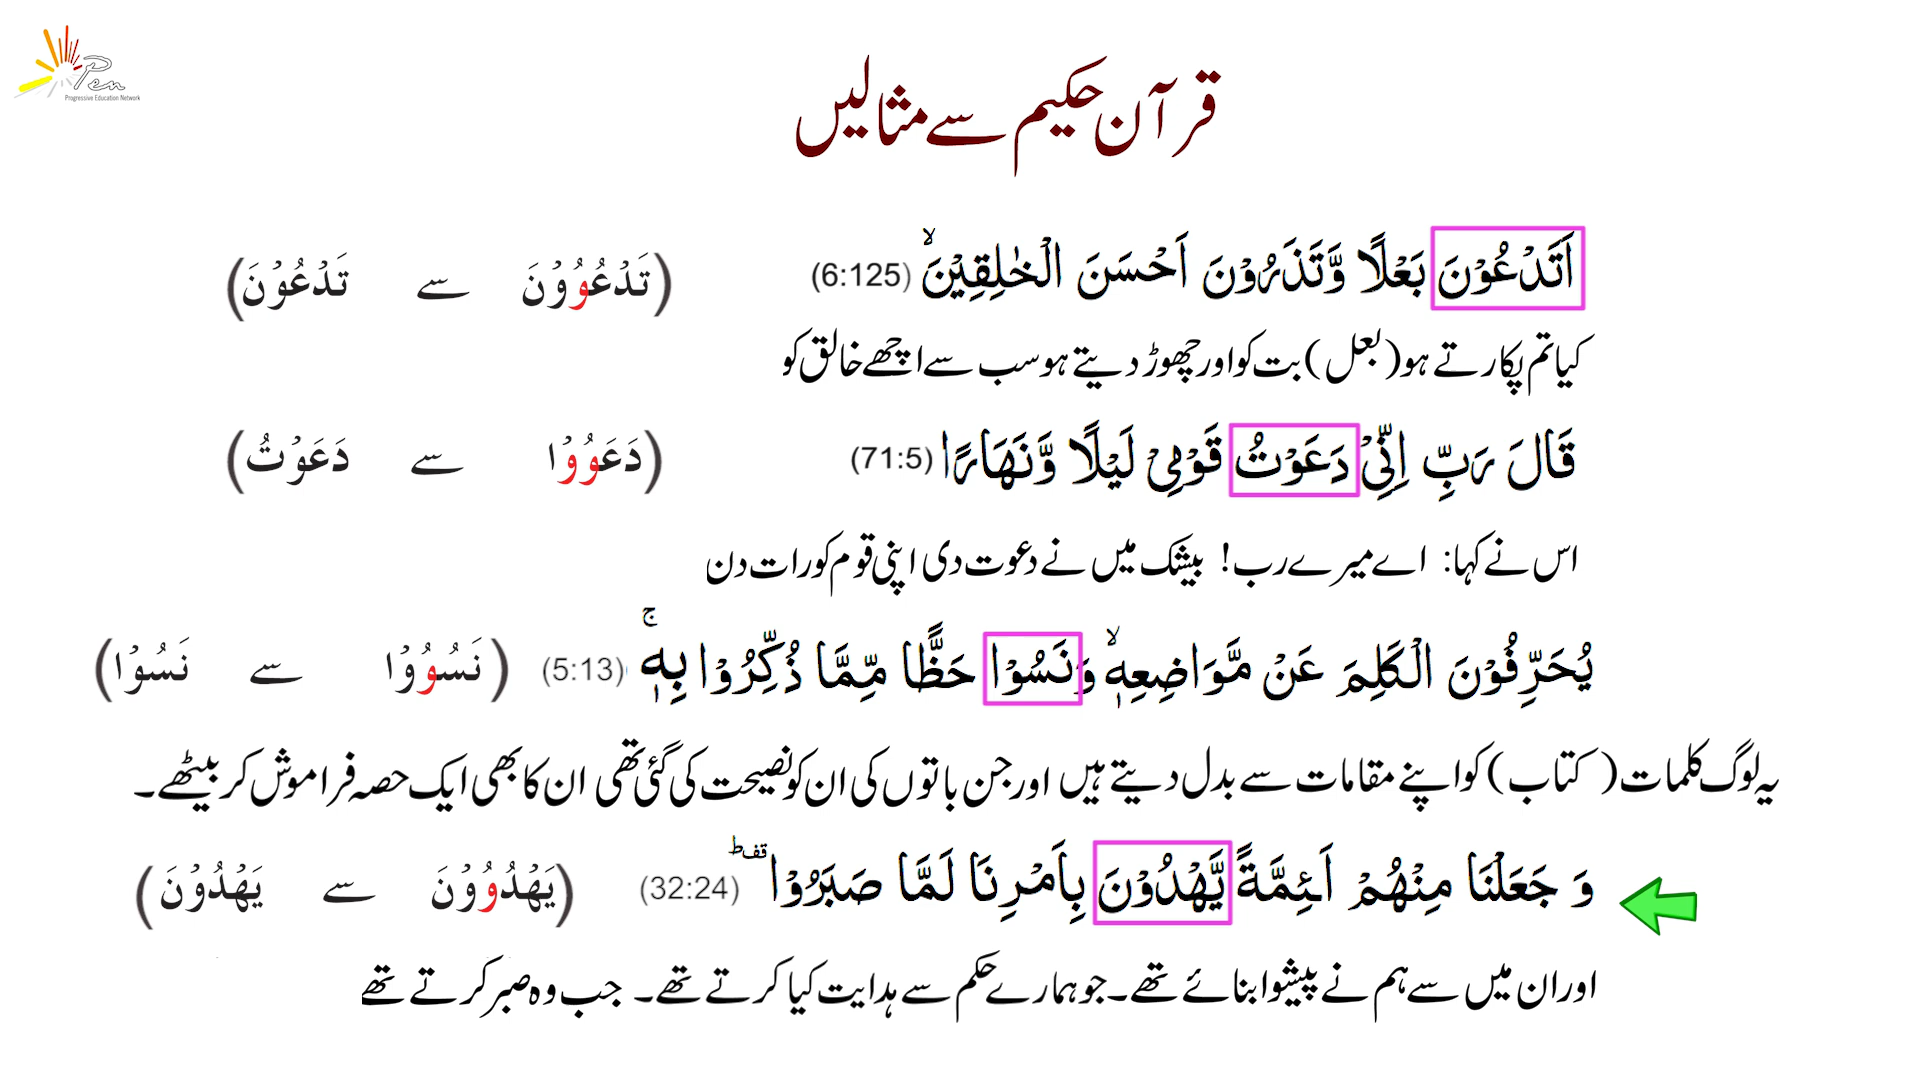 Pen
Progressive Education Network
قرآن حکیم سے مثالیں
اَتَدْعُوْنَ بَعْلًا وَّتَذَرُوْنَ اَحْسَنَ الْخٰلِقِيْنَۙ (6:125) (تَدْعُوُوْنَ سے تَدْعُوْنَ)
کیا تم پکارتے ہو (بعل) بت کو اور چھوڑ دیتے ہو سب سے اچھے خالق کو
قَالَ رَبِّ اِنِّىْ دَعَوْتُ قَوْمِىْ لَيْلًا وَّنَهَارًا (71:5) (دَعَوُوْا سے دَعَوْتُ)
اس نے کہا: اے میرے رب! بیشک میں نے دعوت دی اپنی قوم کو رات دن
يُحَرِّفُوْنَ الْكَلِمَ عَنْ مَّوَاضِعِهٖۙ وَنَسُوْا حَظًّا مِّمَّا ذُكِّرُوْا بِهٖۚ (5:13) (نَسُوُوْا سے نَسُوْا)
یہ لوگ کلمات (کتاب) کو اپنے مقامات سے بدل دیتے ہیں اور جن باتوں کی ان کو نصیحت کی گئی تھی ان کا بھی ایک حصہ فراموش کر بیٹھے۔
وَ جَعَلْنَا مِنْهُمْ اَئِمَّةً يَّهْدُوْنَ بِاَمْرِنَا لَمَّا صَبَرُوْاؕ قف (32:24) (يَهْدُوُوْنَ سے يَهْدُوْنَ)
اور ان میں سے ہم نے پیشوا بنائے تھے۔ جو ہمارے حکم سے ہدایت کیا کرتے تھے۔ جب وہ صبر کرتے تھے